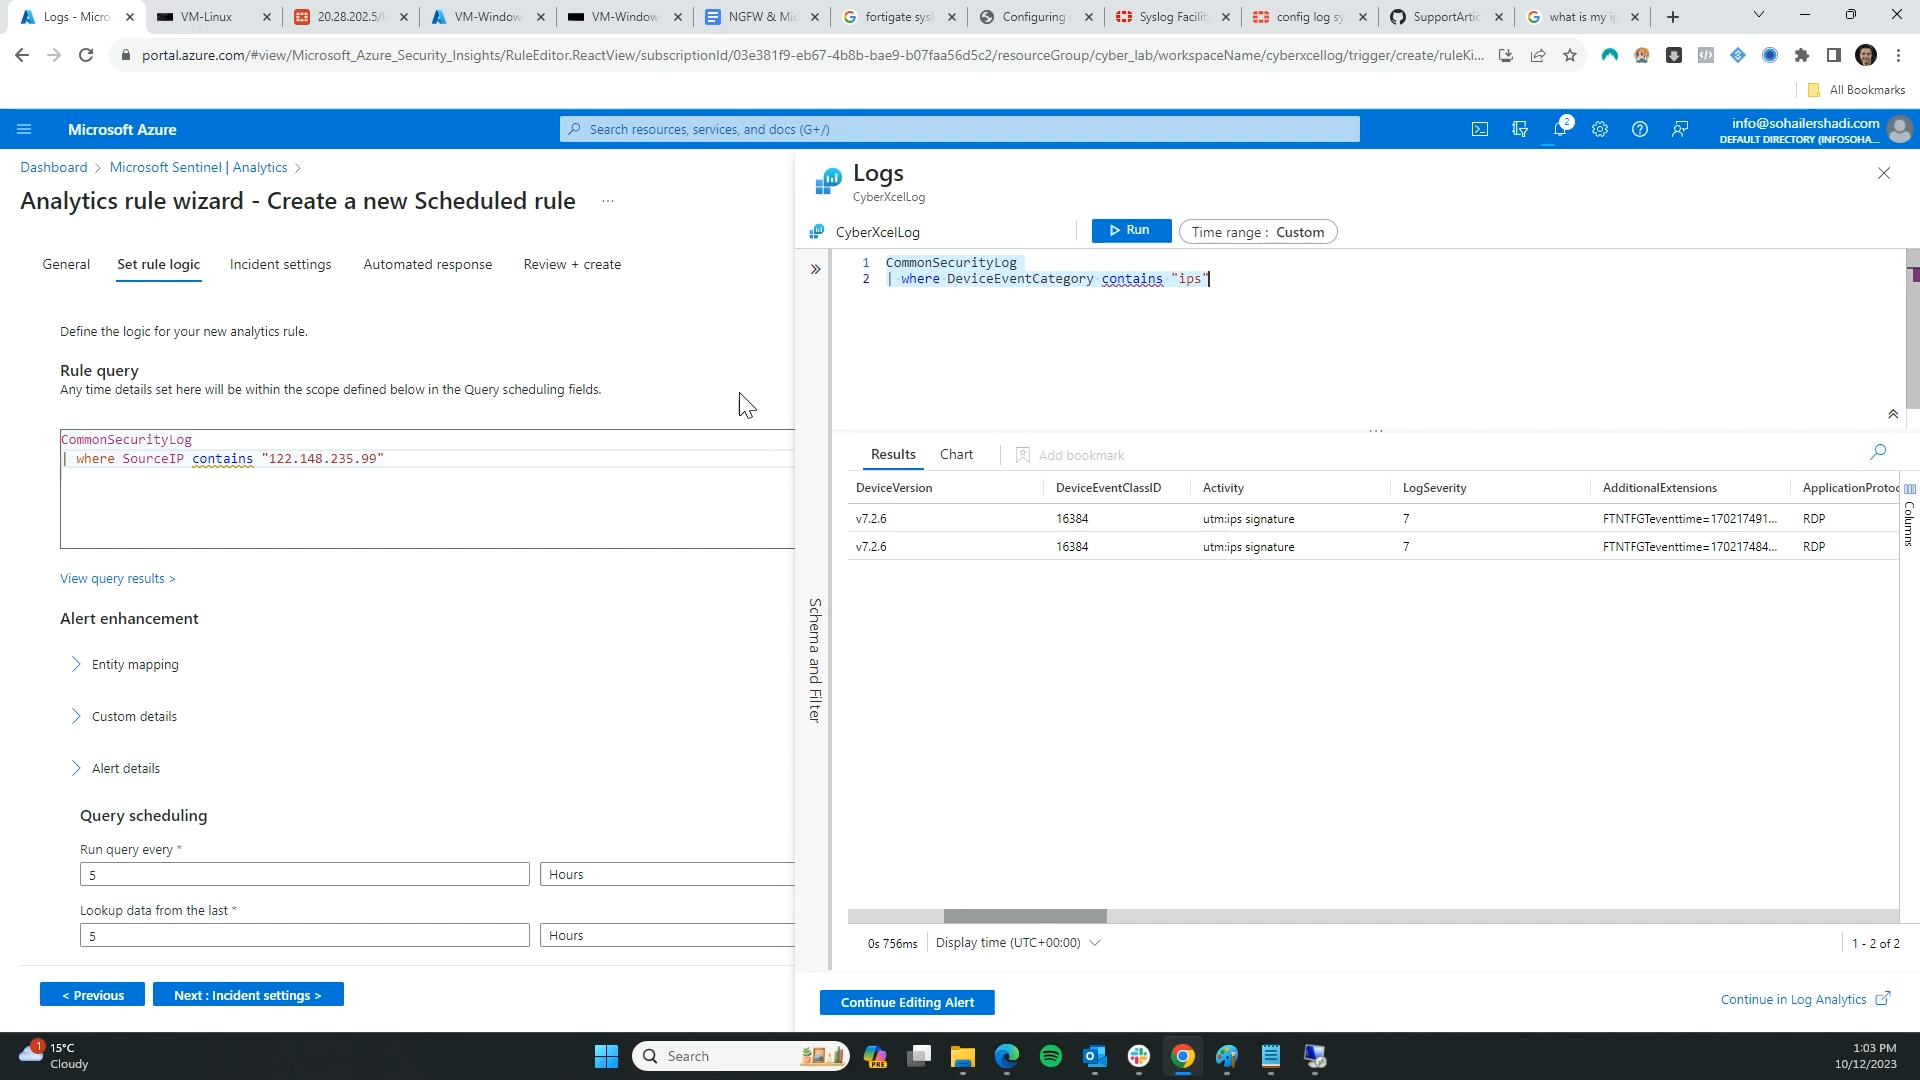 Logs - Micro
VM-Linux
20.28.202.5/l
VM-Window
VM-Window
NGFW & Mic
fortigate sysl
Configuring
Syslog Facilit
config log sy
SupportArtic
what is my ip
portal.azure.com/#view/Microsoft_Azure_Security_Insights/RuleEditor.ReactView/subscriptionId/03e381f9-eb67-4b8b-bae9-b07faa56d5c2/resourceGroup/cyber_lab/workspaceName/cyberxcellog/trigger/create/ruleKi...
All Bookmarks
Microsoft Azure
Search resources, services, and docs (G+/)
2
info@sohailershadi.com
DEFAULT DIRECTORY (INFOSOHA...
Dashboard > Microsoft Sentinel | Analytics >
Analytics rule wizard - Create a new Scheduled rule ...
General
Set rule logic
Incident settings
Automated response
Review + create
Define the logic for your new analytics rule.
Rule query
Any time details set here will be within the scope defined below in the Query scheduling fields.
CommonSecurityLog
| where SourceIP contains "122.148.235.99"
View query results >
Alert enhancement
Entity mapping
Custom details
Alert details
Query scheduling
Run query every *
5 Hours
Lookup data from the last *
5 Hours
< Previous
Next : Incident settings >
Logs
CyberXcelLog
CyberXcelLog
Run
Time range : Custom
1 CommonSecurityLog
2 | where DeviceEventCategory contains "ips"
Schema and Filter
Results
Chart
Add bookmark
DeviceVersion DeviceEventClassID Activity LogSeverity AdditionalExtensions ApplicationProtoc
v7.2.6 16384 utm:ips signature 7 FTNTFGTeventtime=170217491... RDP
v7.2.6 16384 utm:ips signature 7 FTNTFGTeventtime=170217484... RDP
Columns
0s 756ms
Display time (UTC+00:00)
1 - 2 of 2
Continue Editing Alert
Continue in Log Analytics
1
15°C
Cloudy
Search
PRE
1:03 PM
10/12/2023